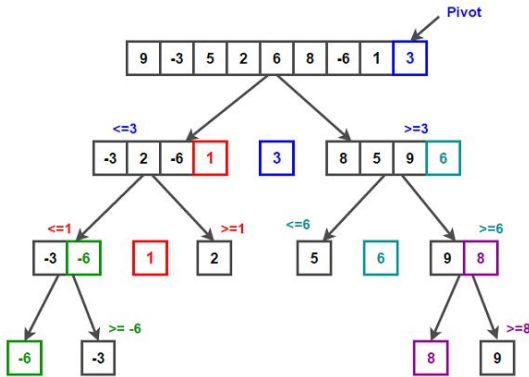 Pivot
9 -3 5 2 6 8 -6 1 3
<=3 >=3
-3 2 -6 1 3 8 5 9 6
<=1 >=1 <=6 >=6
-3 -6 1 2 5 6 9 8
>= -6 >=8
-6 -3 8 9